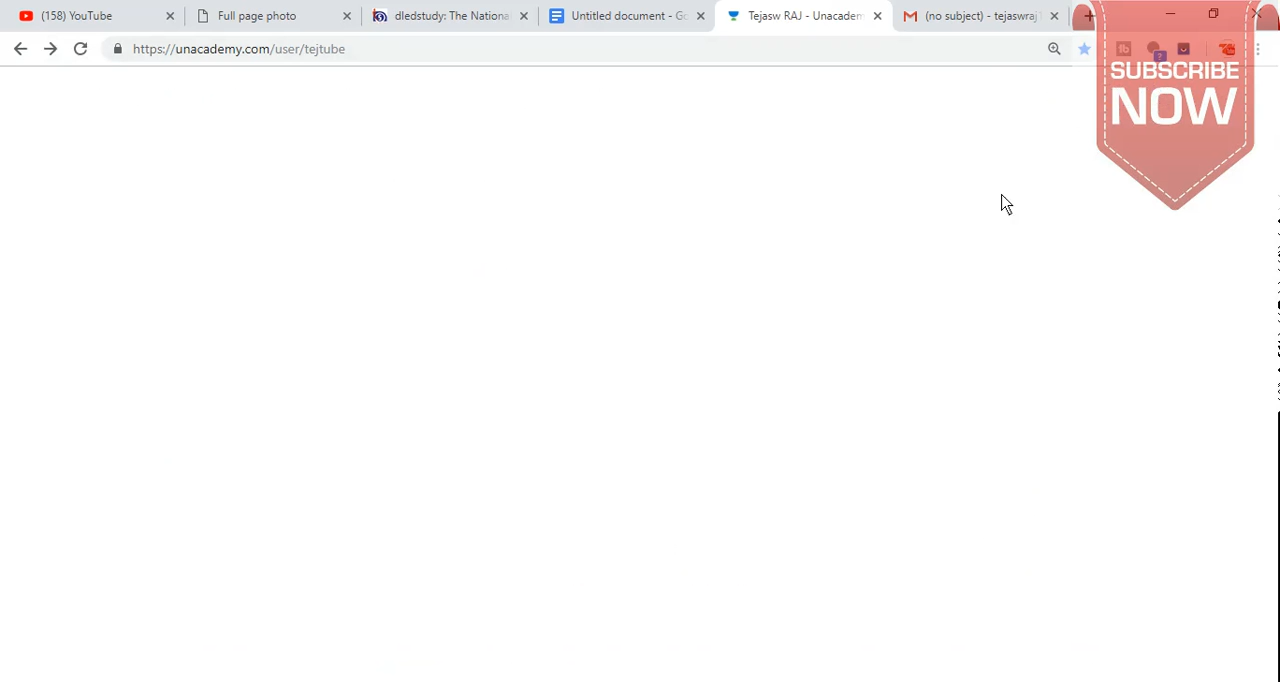 (158) YouTube
Full page photo
dledstudy: The Nationa
Untitled document - Go
Tejasw RAJ - Unacadem
(no subject) - tejaswraj
https://unacademy.com/user/tejtube
SUBSCRIBE
NOW